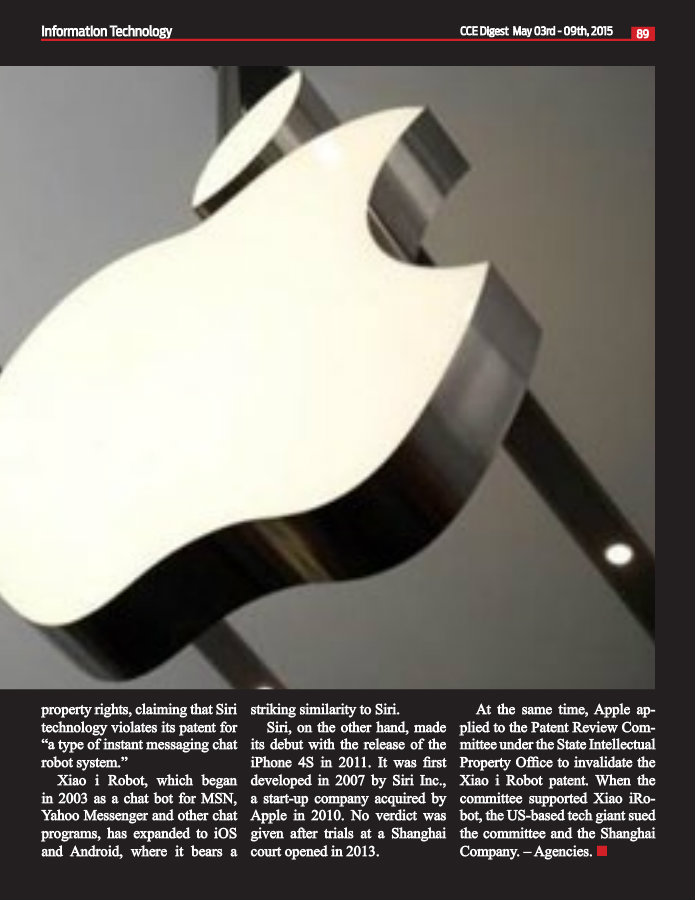 Information Technology
CCE Digest May 03rd - 09th, 2015 89
property rights, claiming that Siri
technology violates its patent for
“a type of instant messaging chat
robot system.”
Xiao i Robot, which began
in 2003 as a chat bot for MSN,
Yahoo Messenger and other chat
programs, has expanded to iOS
and Android, where it bears a
striking similarity to Siri.
Siri, on the other hand, made
its debut with the release of the
iPhone 4S in 2011. It was first
developed in 2007 by Siri Inc.,
a start-up company acquired by
Apple in 2010. No verdict was
given after trials at a Shanghai
court opened in 2013.
At the same time, Apple ap-
plied to the Patent Review Com-
mittee under the State Intellectual
Property Office to invalidate the
Xiao i Robot patent. When the
committee supported Xiao iRo-
bot, the US-based tech giant sued
the committee and the Shanghai
Company. – Agencies.